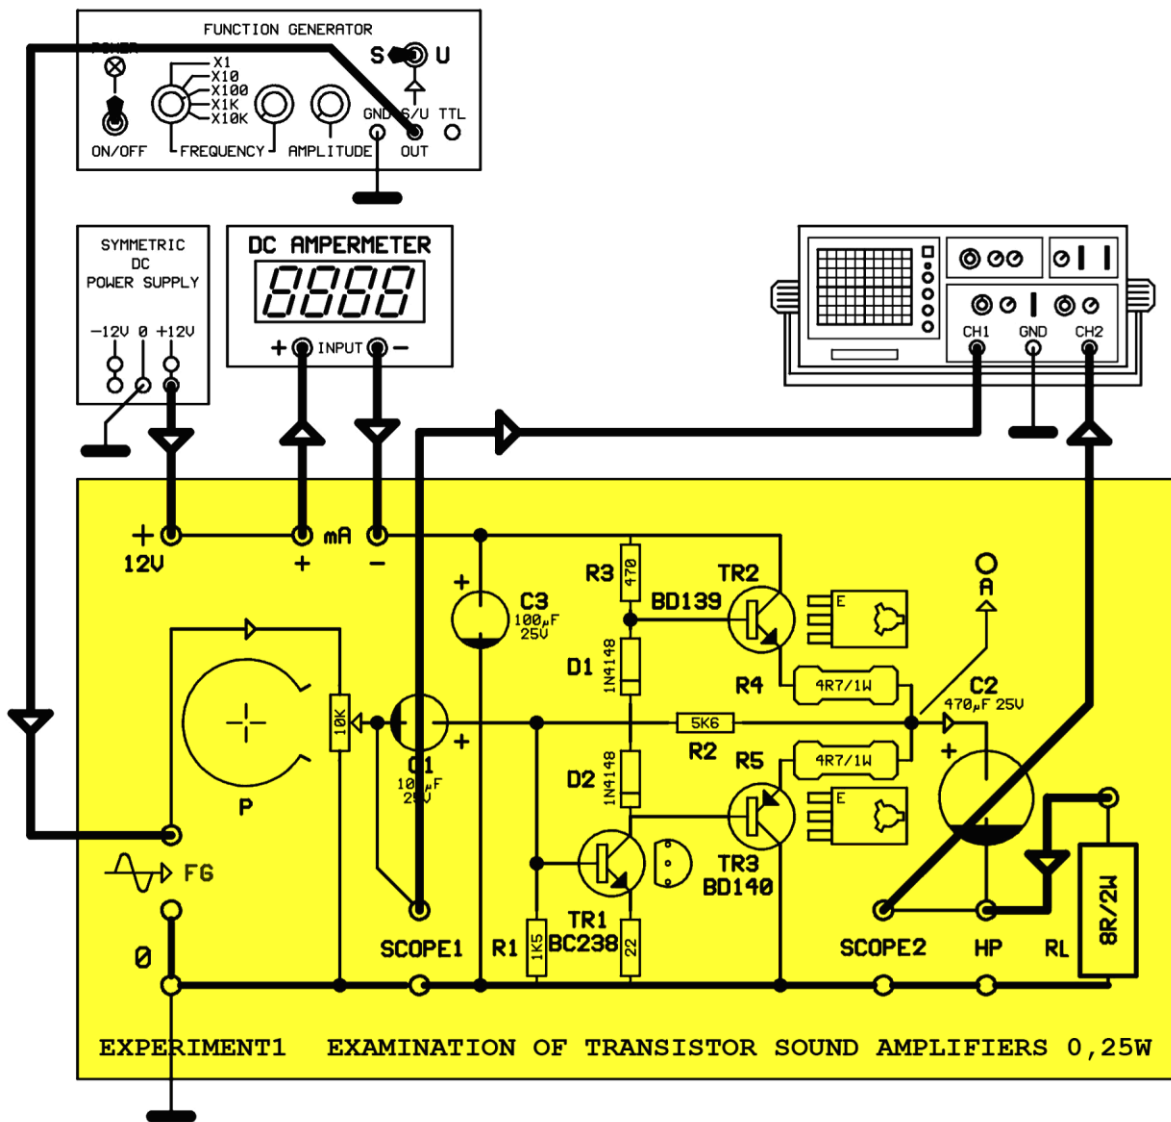 FUNCTION GENERATOR
POWER
S U
X1
X10
X100
X1K
X10K
GND S/U TTL
ON/OFF FREQUENCY AMPLITUDE OUT
SYMMETRIC
DC
POWER SUPPLY
-12V 0 +12V
DC AMPERMETER
8888
+ INPUT -
CH1 GND CH2
+
12V
+ mA -
+
C3
100µF
25V
R3
470
TR2
BD139
E
A
D1
1N4148
R4
4R7/1W
C2
470µF 25V
+
P
10K
+
C1
100µF
25V
5K6
R2
D2
1N4148
R5
4R7/1W
E
TR3
BD140
FG
TR1
BC238
0
SCOPE1
R1
1K5
22
SCOPE2
HP
RL
8R/2W
EXPERIMENT1 EXAMINATION OF TRANSISTOR SOUND AMPLIFIERS 0,25W